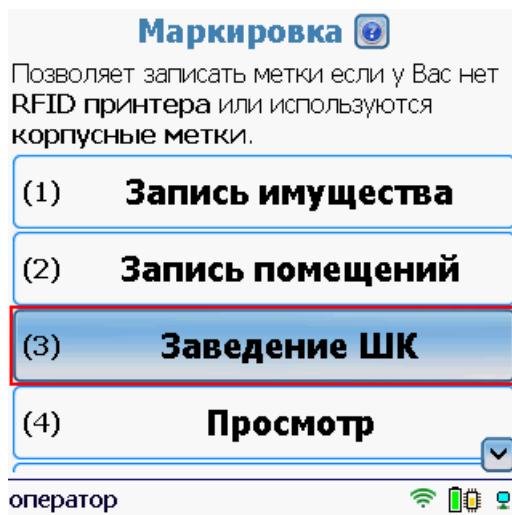 Маркировка
Позволяет записать метки если у Вас нет
RFID принтера или используются
корпусные метки.
(1) Запись имущества
(2) Запись помещений
(3) Заведение ШК
(4) Просмотр
оператор